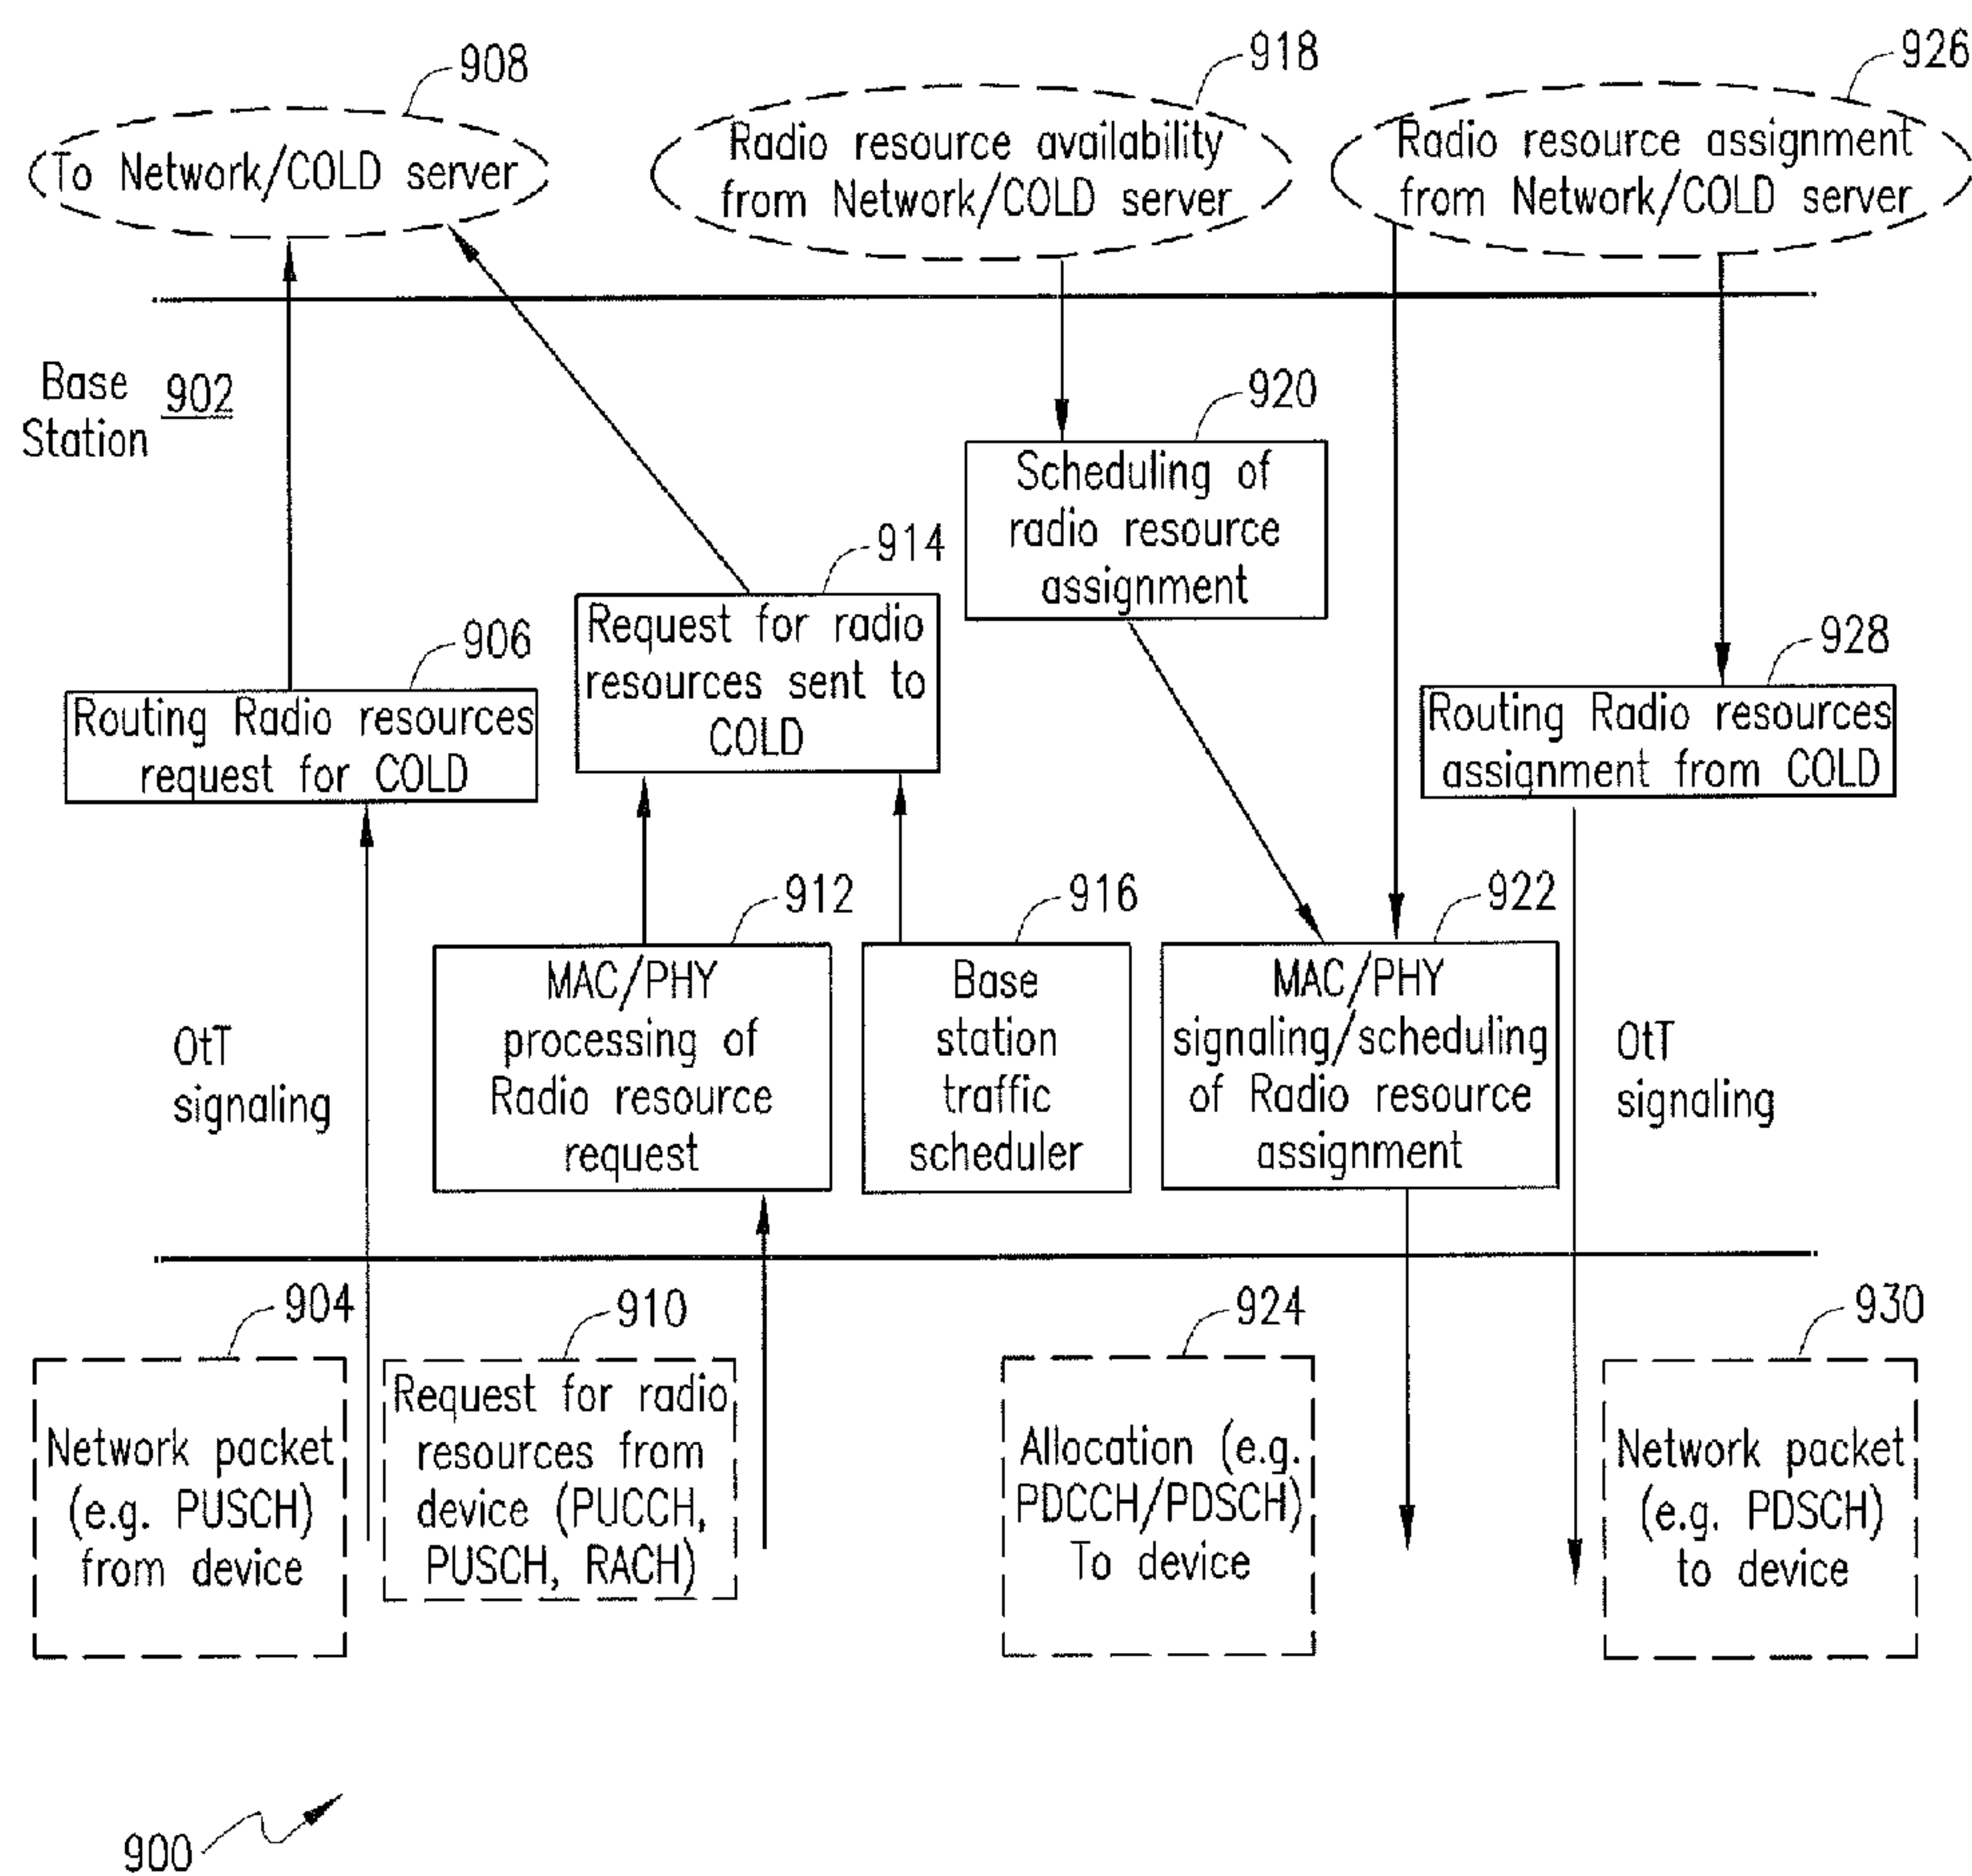 908
918
926
To Network/COLD server
Radio resource availability
from Network/COLD server
Radio resource assignment
from Network/COLD server
Base
Station
902
920
Scheduling of
radio resource
assignment
914
Request for radio
resources sent to
COLD
906
Routing Radio resources
request for COLD
928
Routing Radio resources
assignment from COLD
912
916
922
OtT
signaling
MAC/PHY
processing of
Radio resource
request
Base
station
traffic
scheduler
MAC/PHY
signaling/scheduling
of Radio resource
assignment
OtT
signaling
904
910
924
930
Network packet
(e.g. PUSCH)
from device
Request for radio
resources from
device (PUCCH,
PUSCH, RACH)
Allocation (e.g.
PDCCH/PDSCH)
To device
Network packet
(e.g. PDSCH)
to device
900